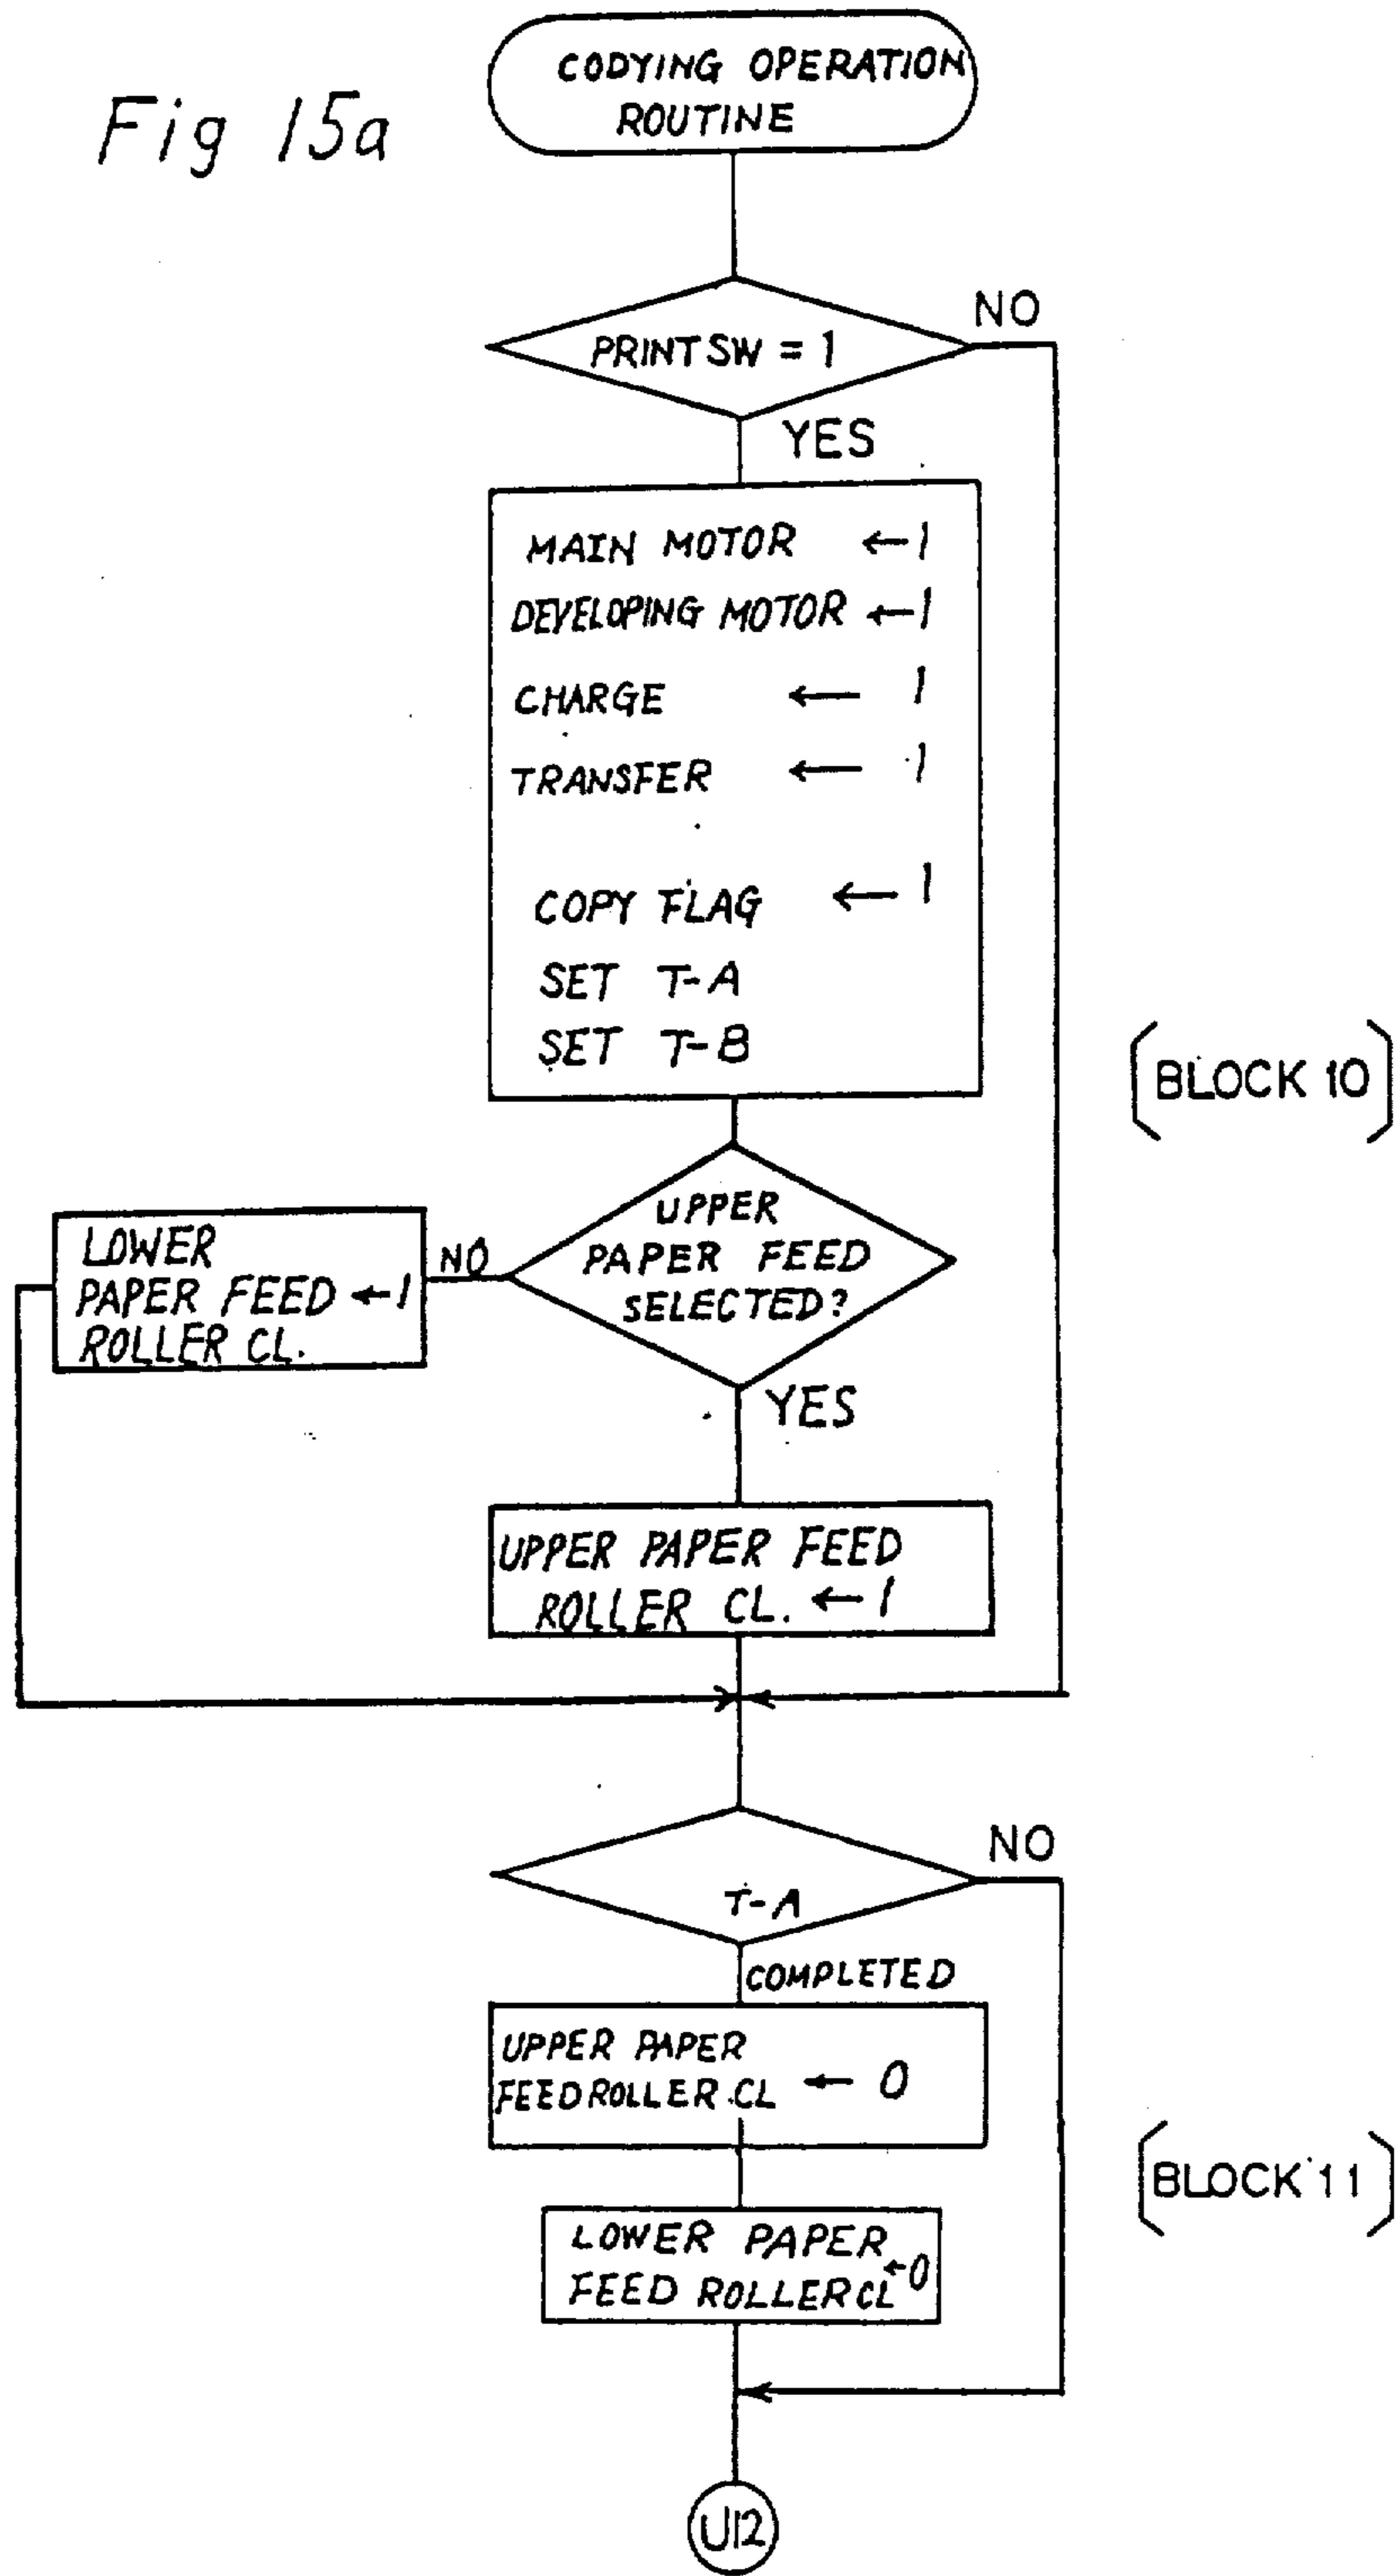 Fig 15a
CODYING OPERATION
ROUTINE
PRINT SW = 1
NO
YES
MAIN MOTOR ←1
DEVELOPING MOTOR ←1
CHARGE ← 1
TRANSFER ← 1
COPY FLAG ← 1
SET T-A
SET T-B
[BLOCK 10]
UPPER
PAPER FEED
SELECTED?
NO
LOWER
PAPER FEED ←1
ROLLER CL.
YES
UPPER PAPER FEED
ROLLER CL. ←1
T-A
NO
COMPLETED
UPPER PAPER
FEED ROLLER CL ← 0
[BLOCK 11]
LOWER PAPER
FEED ROLLER CL ←0
U12